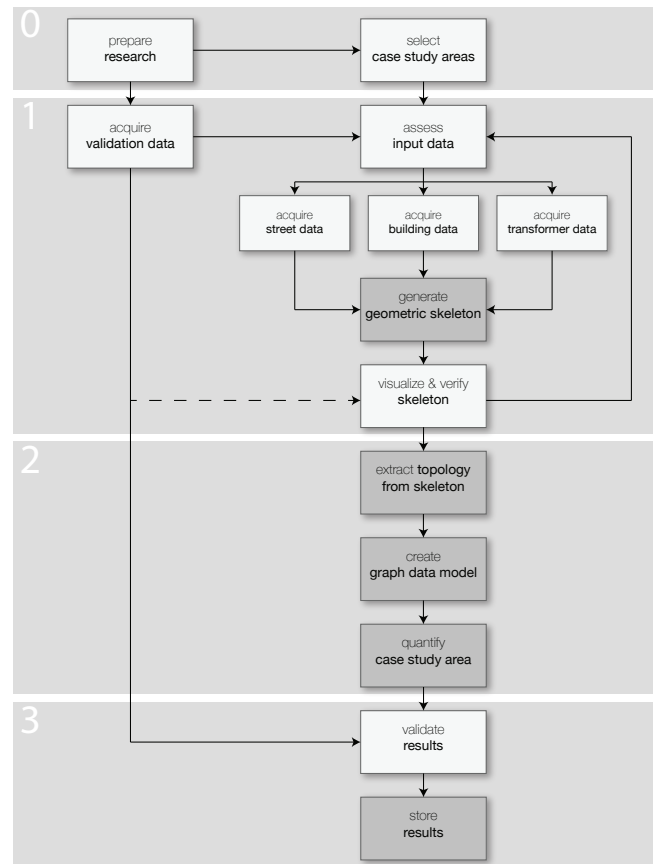 0
prepare
research
select
case study areas
1
acquire
validation data
assess
input data
acquire
street data
acquire
building data
acquire
transformer data
generate
geometric skeleton
visualize & verify
skeleton
2
extract topology
from skeleton
create
graph data model
quantify
case study area
3
validate
results
store
results